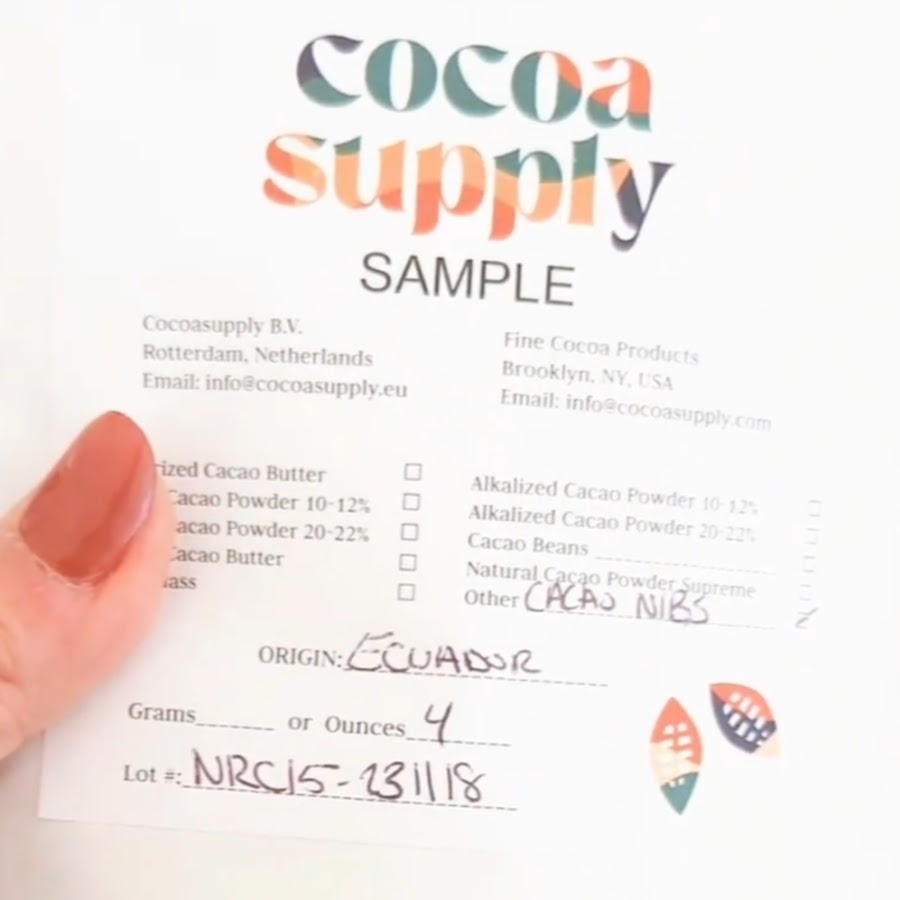 cocoa
supply
SAMPLE
Cocoasupply B.V.
Rotterdam, Netherlands
Email: info@cocoasupply.eu
Fine Cocoa Products
Brooklyn, NY, USA
Email: info@cocoasupply.com
Cacao Butter
Cacao Powder 10-12%
Powder 20-22%
Cacao Butter
Alkalized Cacao Powder 10-12%
Alkalized Cacao Powder 20-22%
Cacao Beans
Natural Cacao Powder Supreme
Other CACAO NIBS
ORIGIN: ECUADOR
Grams or Ounces 4
Lot #: NRC15-231118